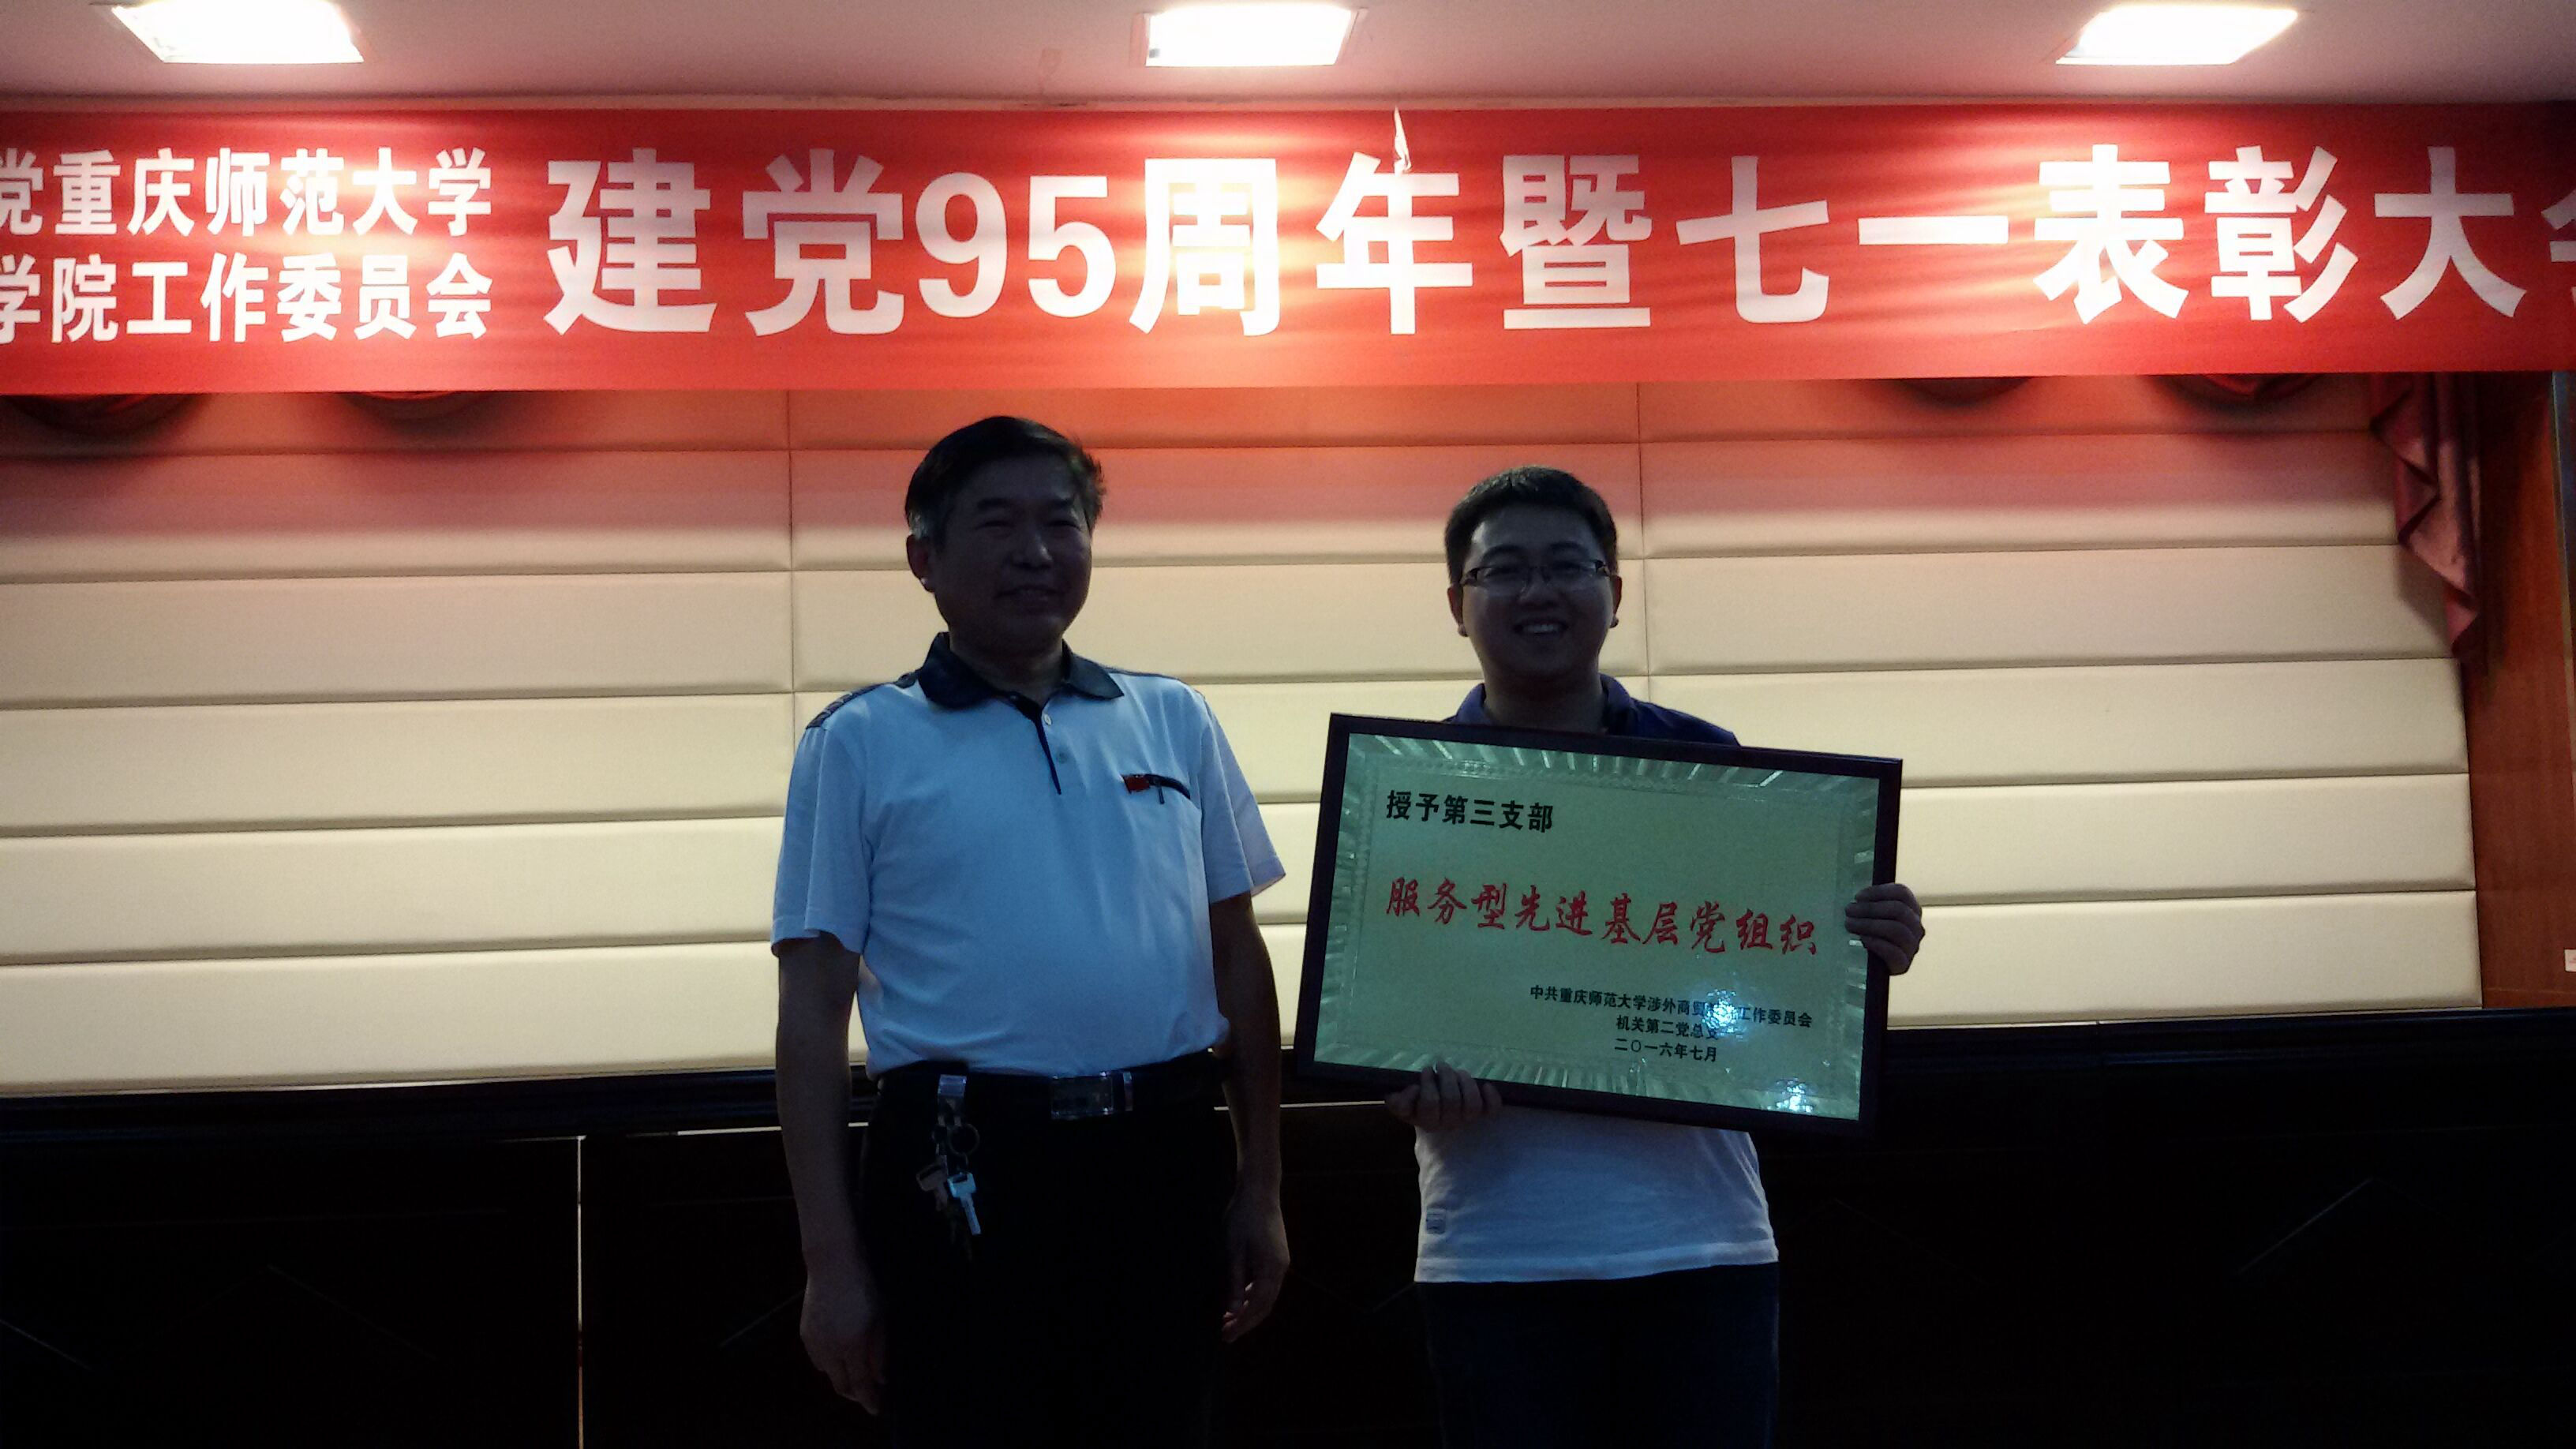 党重庆师范大学
学院工作委员会
建党95周年暨七一表彰大
授予第三支部
服务型先进基层党组织
中共重庆师范大学涉外商贸 工作委员会
机关第二党总支
二〇一六年七月